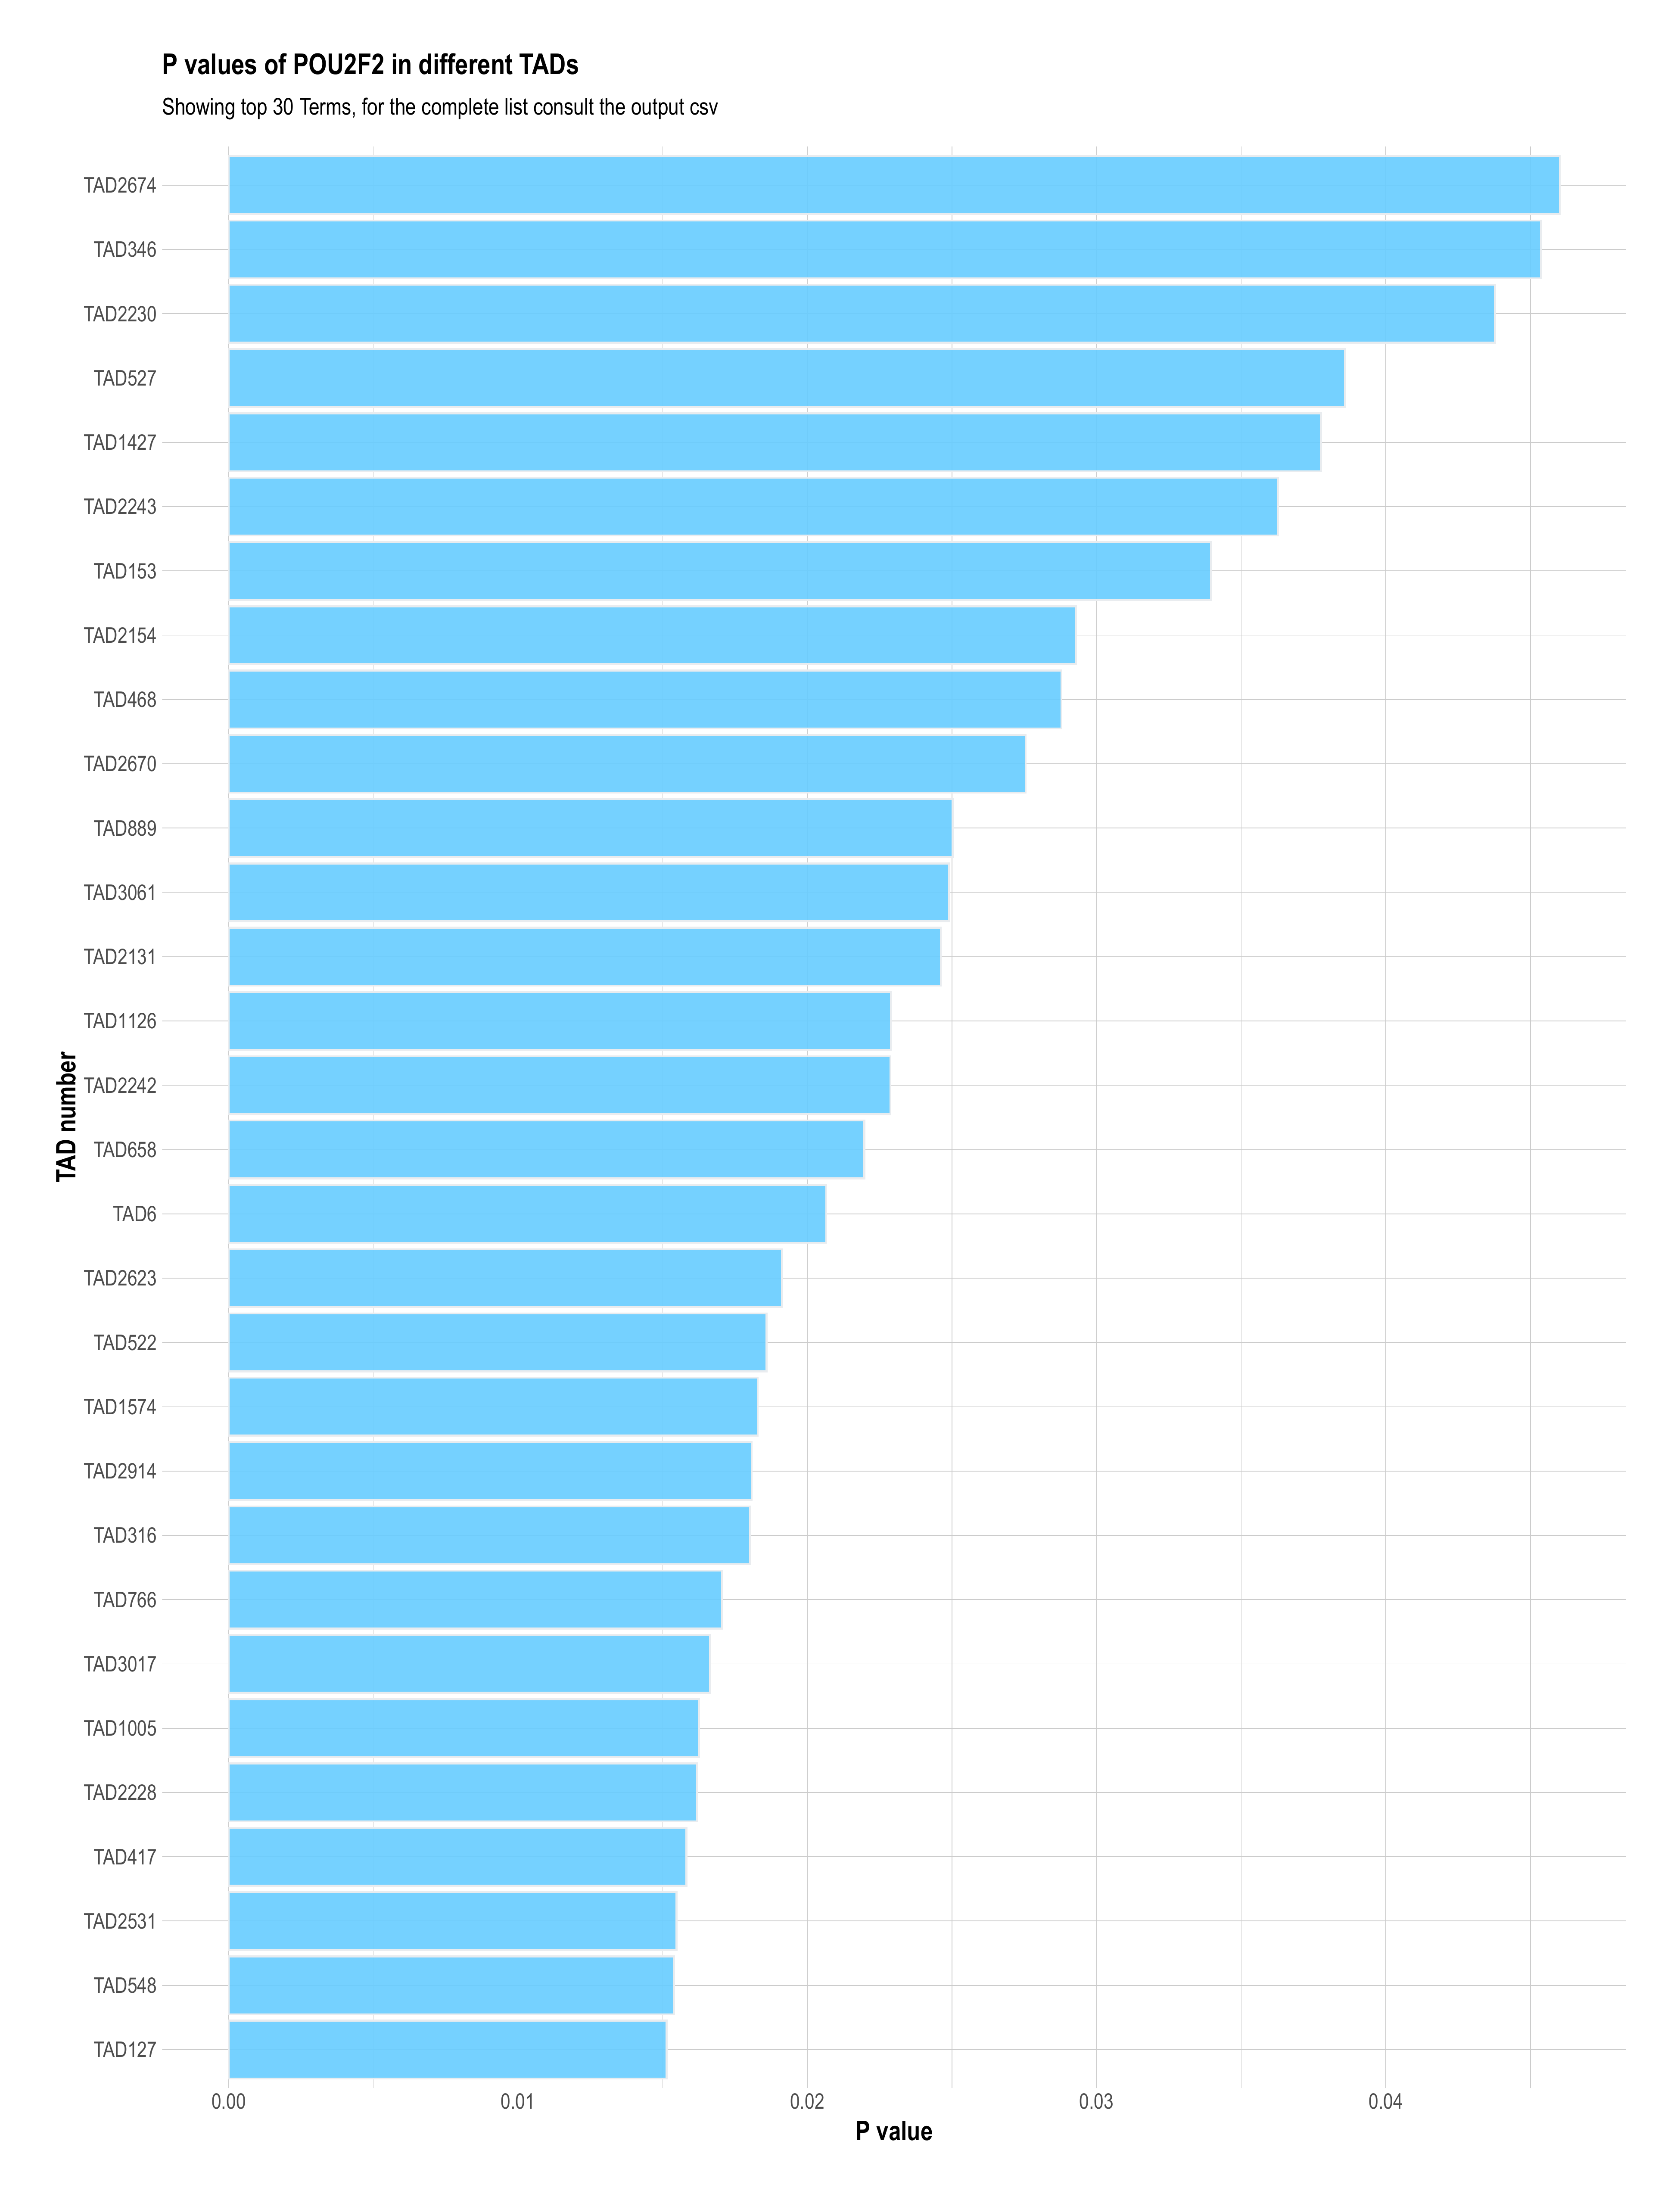 P values of POU2F2 in different TADs
Showing top 30 Terms, for the complete list consult the output csv
TAD number
TAD2674
TAD346
TAD2230
TAD527
TAD1427
TAD2243
TAD153
TAD2154
TAD468
TAD2670
TAD889
TAD3061
TAD2131
TAD1126
TAD2242
TAD658
TAD6
TAD2623
TAD522
TAD1574
TAD2914
TAD316
TAD766
TAD3017
TAD1005
TAD2228
TAD417
TAD2531
TAD548
TAD127
0.00 0.01 0.02 0.03 0.04
P value